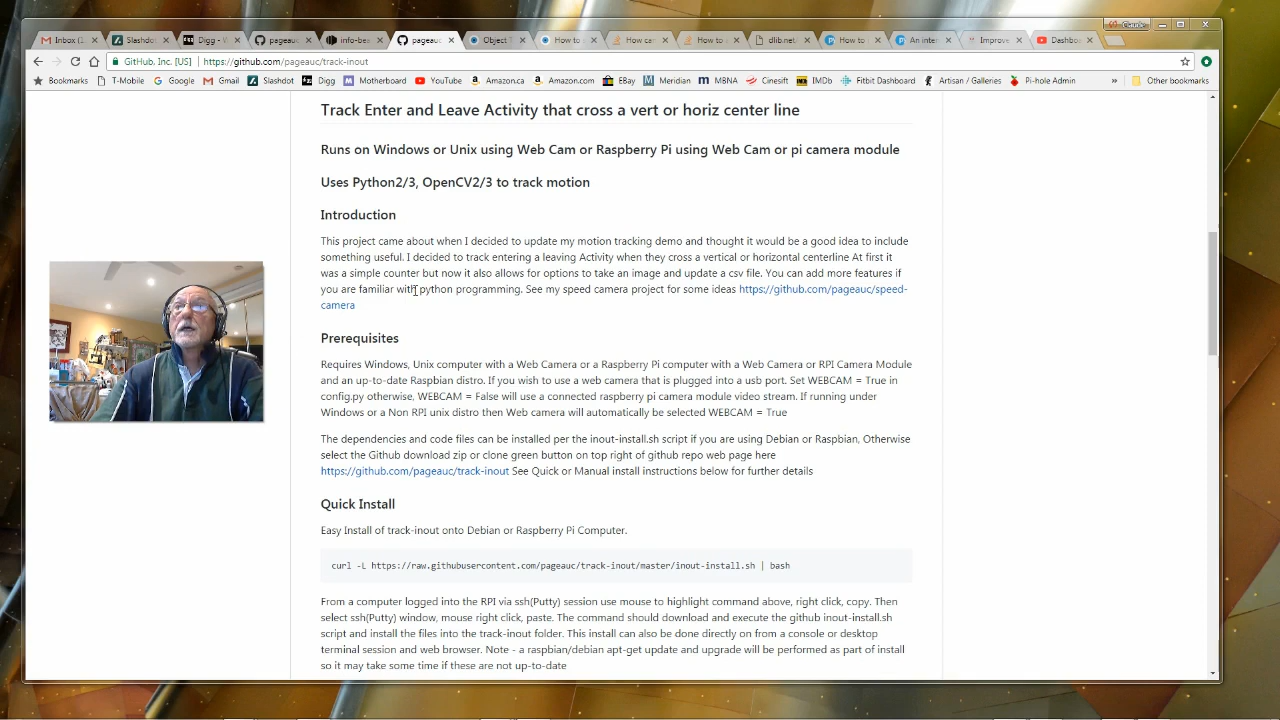 Claude
Inbox (1
Slashdo
Digg - V
pageauc
info-bea
pageauc
Object T
How to
How ca
How to
dlib.net
How to
An inter
Improve
Dashbo
GitHub, Inc. [US] https://github.com/pageauc/track-inout
Bookmarks T-Mobile Google Gmail Slashdot Digg Motherboard YouTube Amazon.ca Amazon.com EBay Meridian MBNA Cinesift IMDb Fitbit Dashboard Artisan / Galleries Pi-hole Admin » Other bookmarks
Track Enter and Leave Activity that cross a vert or horiz center line
Runs on Windows or Unix using Web Cam or Raspberry Pi using Web Cam or pi camera module
Uses Python2/3, OpenCV2/3 to track motion
Introduction
This project came about when I decided to update my motion tracking demo and thought it would be a good idea to include
something useful. I decided to track entering a leaving Activity when they cross a vertical or horizontal centerline At first it
was a simple counter but now it also allows for options to take an image and update a csv file. You can add more features if
you are familiar with python programming. See my speed camera project for some ideas https://github.com/pageauc/speed-
camera
Prerequisites
Requires Windows, Unix computer with a Web Camera or a Raspberry Pi computer with a Web Camera or RPI Camera Module
and an up-to-date Raspbian distro. If you wish to use a web camera that is plugged into a usb port. Set WEBCAM = True in
config.py otherwise, WEBCAM = False will use a connected raspberry pi camera module video stream. If running under
Windows or a Non RPI unix distro then Web camera will automatically be selected WEBCAM = True
The dependencies and code files can be installed per the inout-install.sh script if you are using Debian or Raspbian, Otherwise
select the Github download zip or clone green button on top right of github repo web page here
https://github.com/pageauc/track-inout See Quick or Manual install instructions below for further details
Quick Install
Easy Install of track-inout onto Debian or Raspberry Pi Computer.
curl -L https://raw.githubusercontent.com/pageauc/track-inout/master/inout-install.sh | bash
From a computer logged into the RPI via ssh(Putty) session use mouse to highlight command above, right click, copy. Then
select ssh(Putty) window, mouse right click, paste. The command should download and execute the github inout-install.sh
script and install the files into the track-inout folder. This install can also be done directly on from a console or desktop
terminal session and web browser. Note - a raspbian/debian apt-get update and upgrade will be performed as part of install
so it may take some time if these are not up-to-date